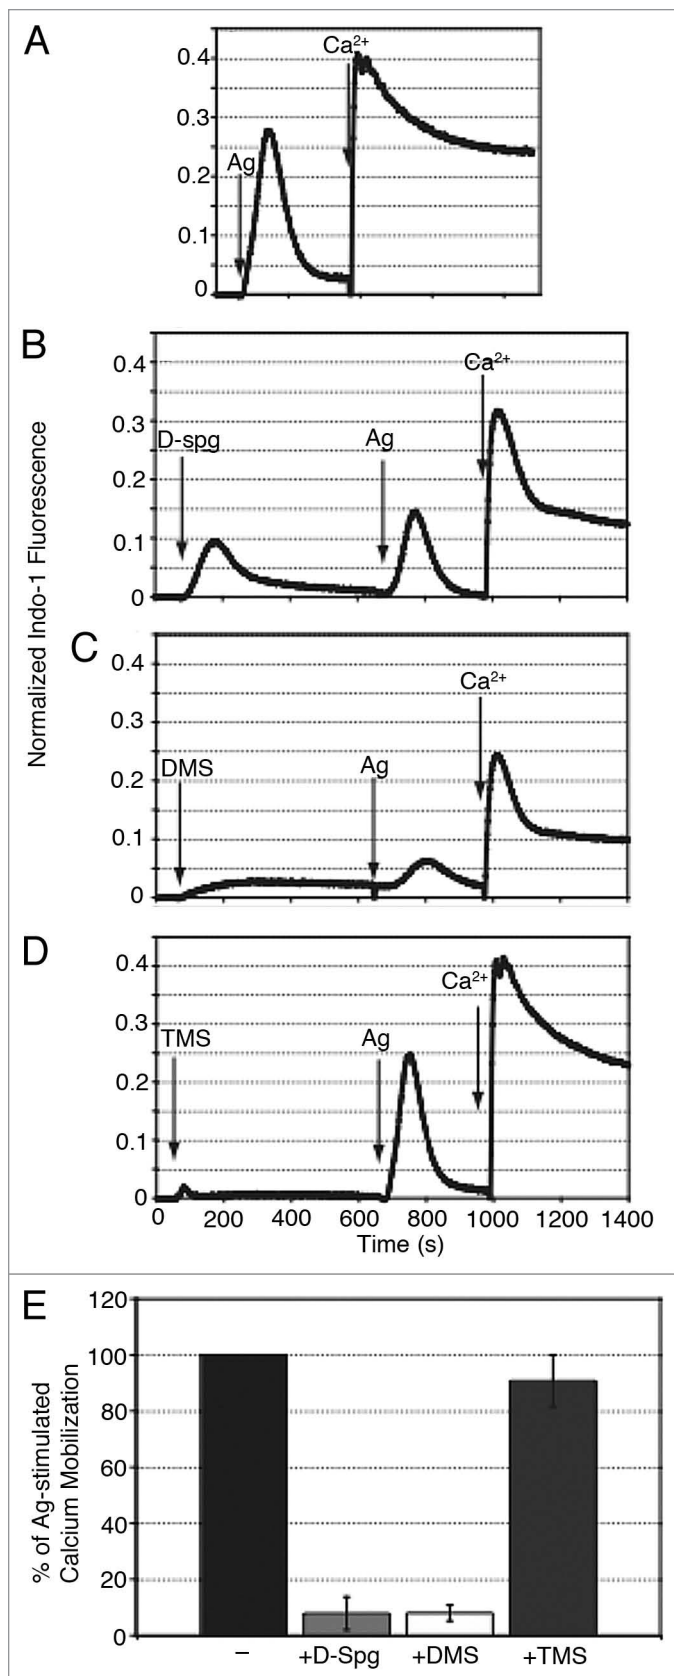 A
Ca²⁺
0.4
0.3
Ag
0.2
0.1
0
B
0.4
Ca²⁺
0.3
D-spg
Ag
0.2
0.1
0
Normalized Indo-1 Fluorescence
C
0.4
Ca²⁺
0.3
DMS
Ag
0.2
0.1
0
D
0.4
Ca²⁺
0.3
TMS
Ag
0.2
0.1
0
0 200 400 600 800 1000 1200 1400
Time (s)
E
120
100
80
60
40
20
0
% of Ag-stimulated
Calcium Mobilization
– +D-Spg +DMS +TMS